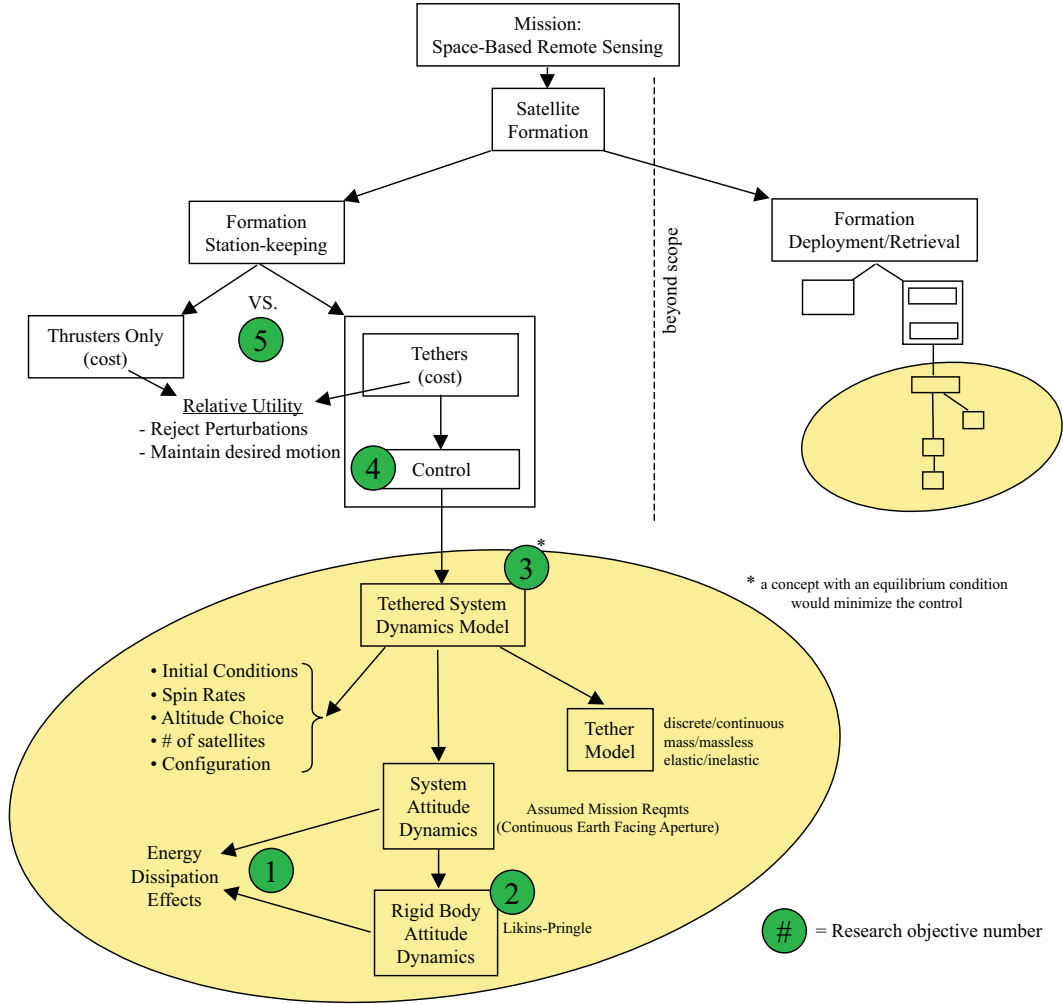 Mission:
Space-Based Remote Sensing
Satellite
Formation
Formation
Station-keeping
Formation
Deployment/Retrieval
beyond scope
VS.
5
Thrusters Only
(cost)
Tethers
(cost)
Relative Utility
- Reject Perturbations
- Maintain desired motion
4
Control
3
*
Tethered System
Dynamics Model
* a concept with an equilibrium condition
would minimize the control
• Initial Conditions
• Spin Rates
• Altitude Choice
• # of satellites
• Configuration
Tether
Model
discrete/continuous
mass/massless
elastic/inelastic
System
Attitude
Dynamics
Assumed Mission Reqmts
(Continuous Earth Facing Aperture)
Energy
Dissipation
Effects
1
2
Rigid Body
Attitude
Dynamics
Likins-Pringle
# = Research objective number